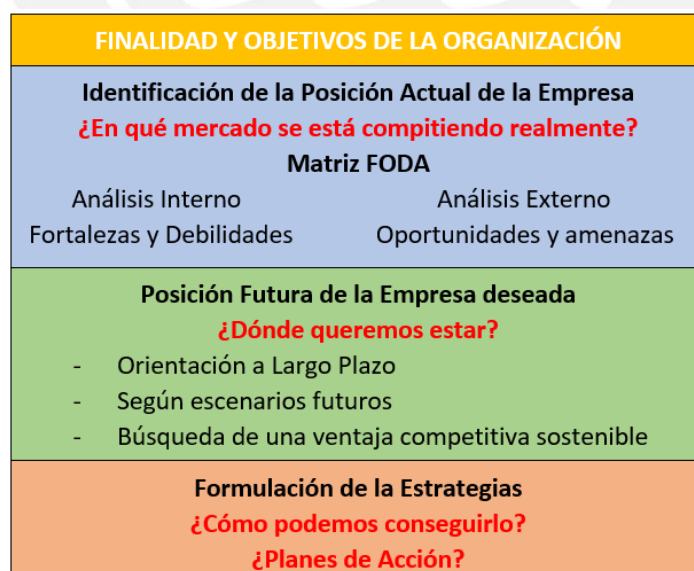 FINALIDAD Y OBJETIVOS DE LA ORGANIZACIÓN
Identificación de la Posición Actual de la Empresa
¿En qué mercado se está compitiendo realmente?
Matriz FODA
Análisis Interno
Análisis Externo
Fortalezas y Debilidades
Oportunidades y amenazas
Posición Futura de la Empresa deseada
¿Dónde queremos estar?
- Orientación a Largo Plazo
- Según escenarios futuros
- Búsqueda de una ventaja competitiva sostenible
Formulación de la Estrategias
¿Cómo podemos conseguirlo?
¿Planes de Acción?